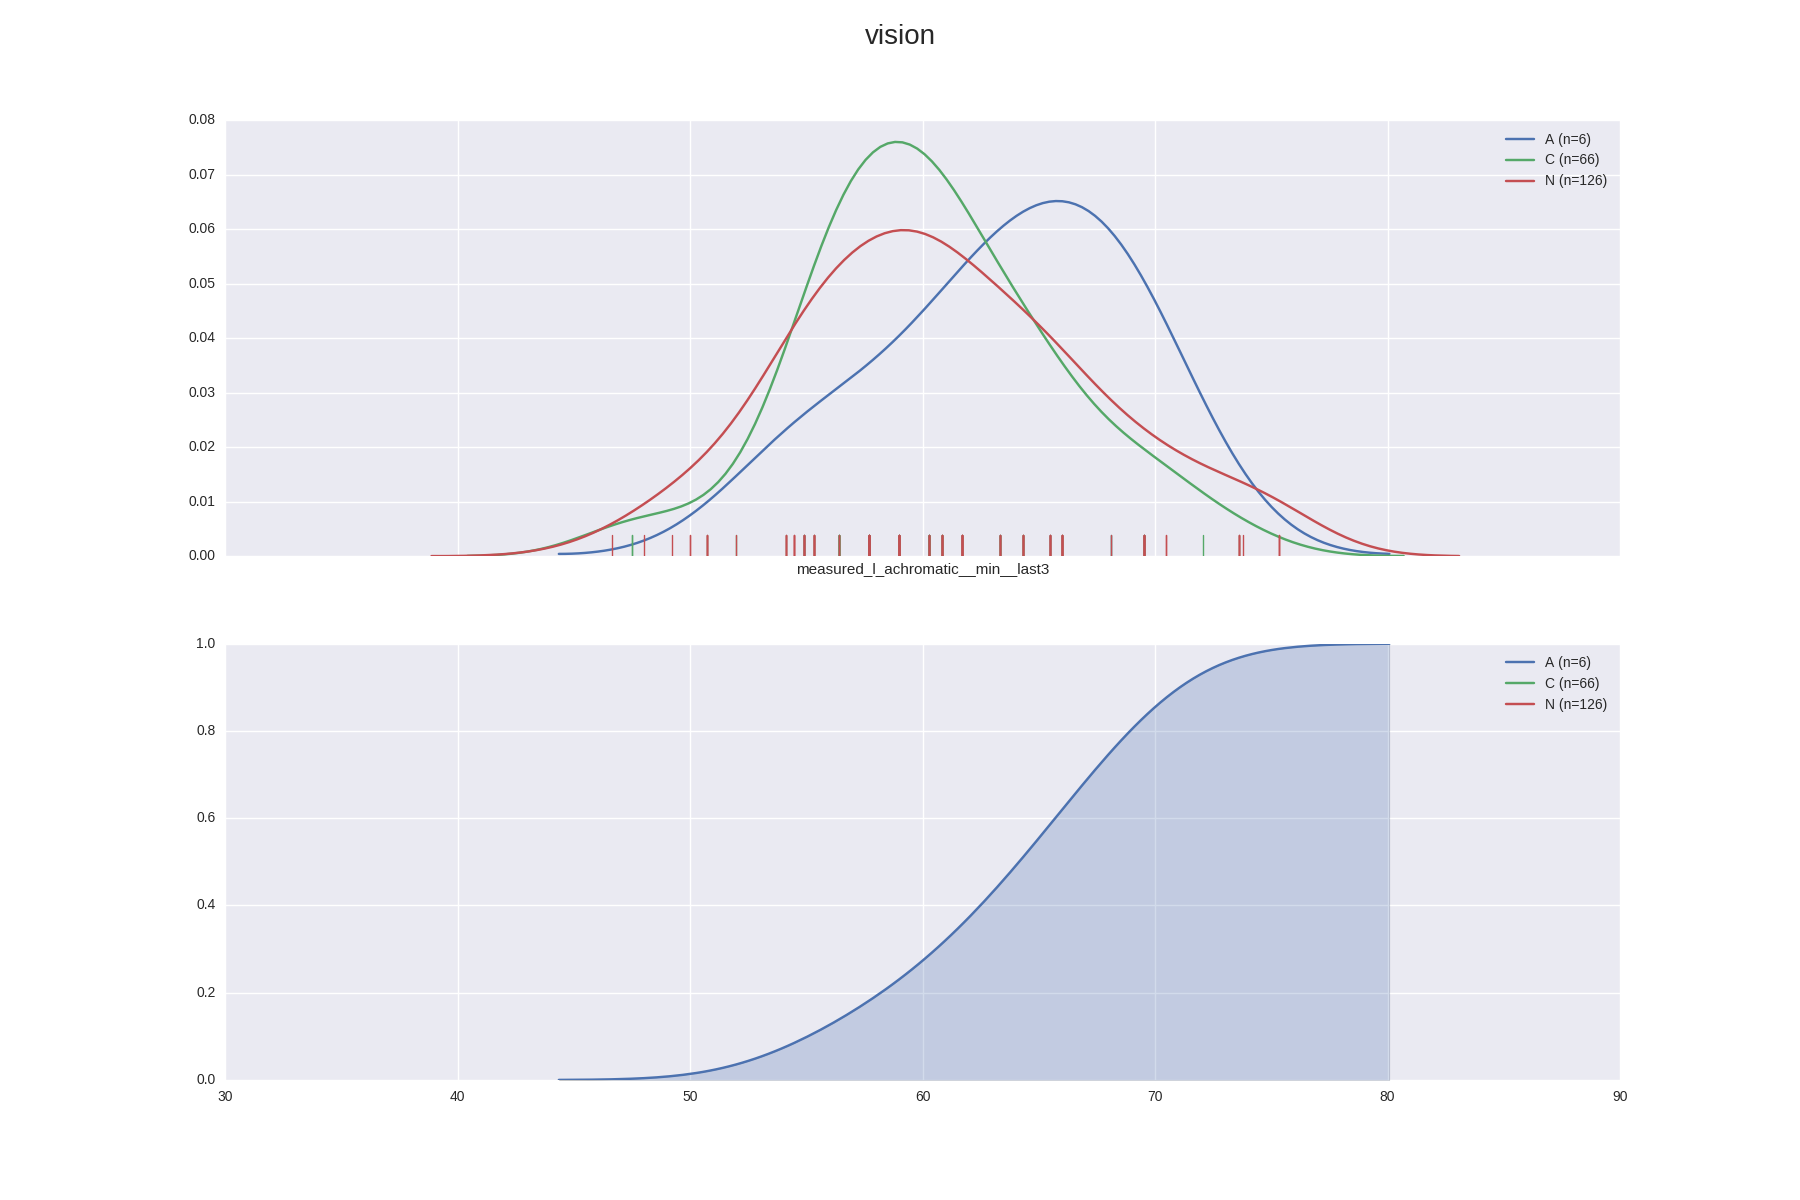 vision
0.08
0.07
0.06
0.05
0.04
0.03
0.02
0.01
0.00
A (n=6)
C (n=66)
N (n=126)
measured_l_achromatic__min__last3
1.0
0.8
0.6
0.4
0.2
0.0
A (n=6)
C (n=66)
N (n=126)
30 40 50 60 70 80 90